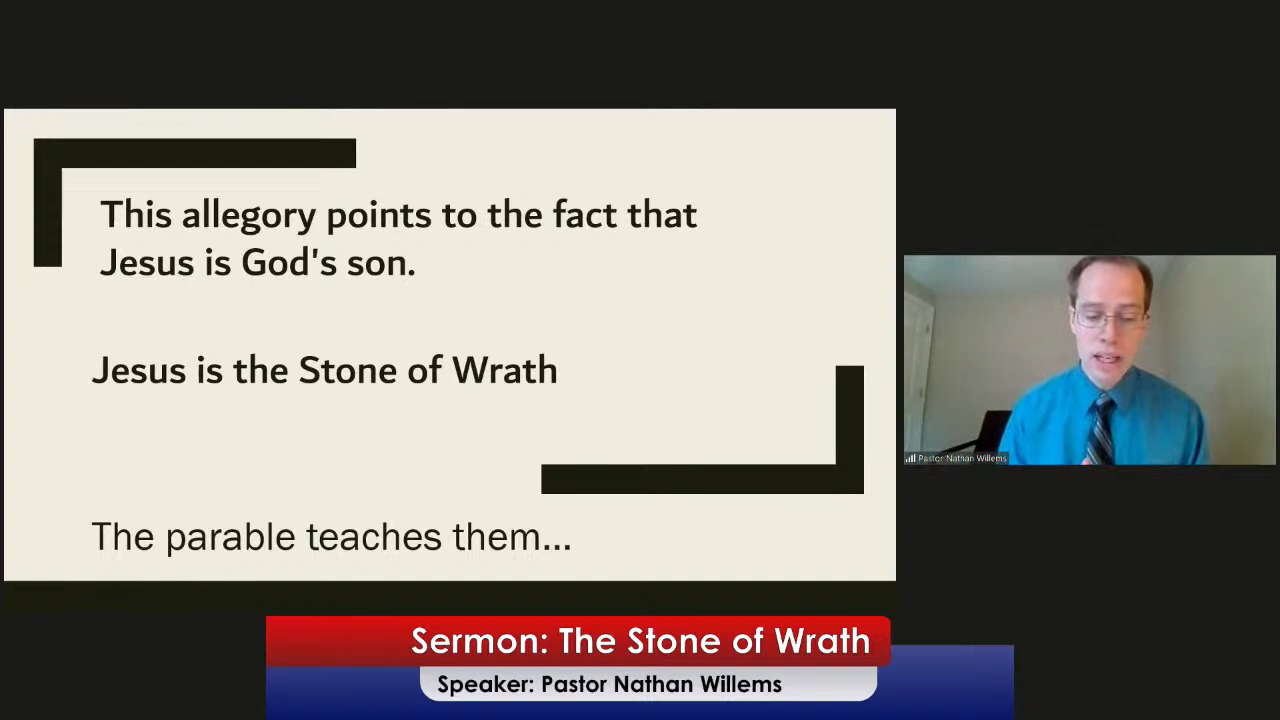 This allegory points to the fact that
Jesus is God's son.
Jesus is the Stone of Wrath
The parable teaches them...
Pastor Nathan Willems
Sermon: The Stone of Wrath
Speaker: Pastor Nathan Willems